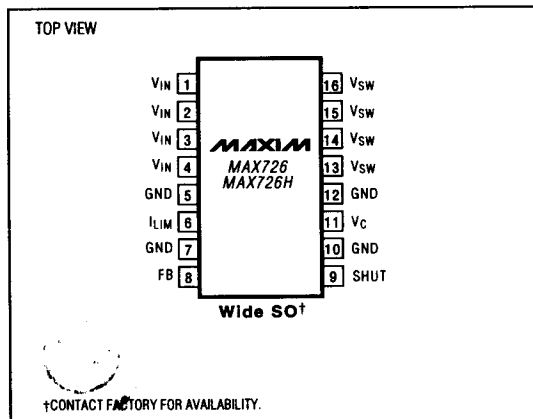 TOP VIEW
VIN 1
VIN 2
VIN 3
VIN 4
GND 5
ILIM 6
GND 7
FB 8
MAXIM
MAX726
MAX726H
16 VSW
15 VSW
14 VSW
13 VSW
12 GND
11 VC
10 GND
9 SHUT
Wide SO†
†CONTACT FACTORY FOR AVAILABILITY.